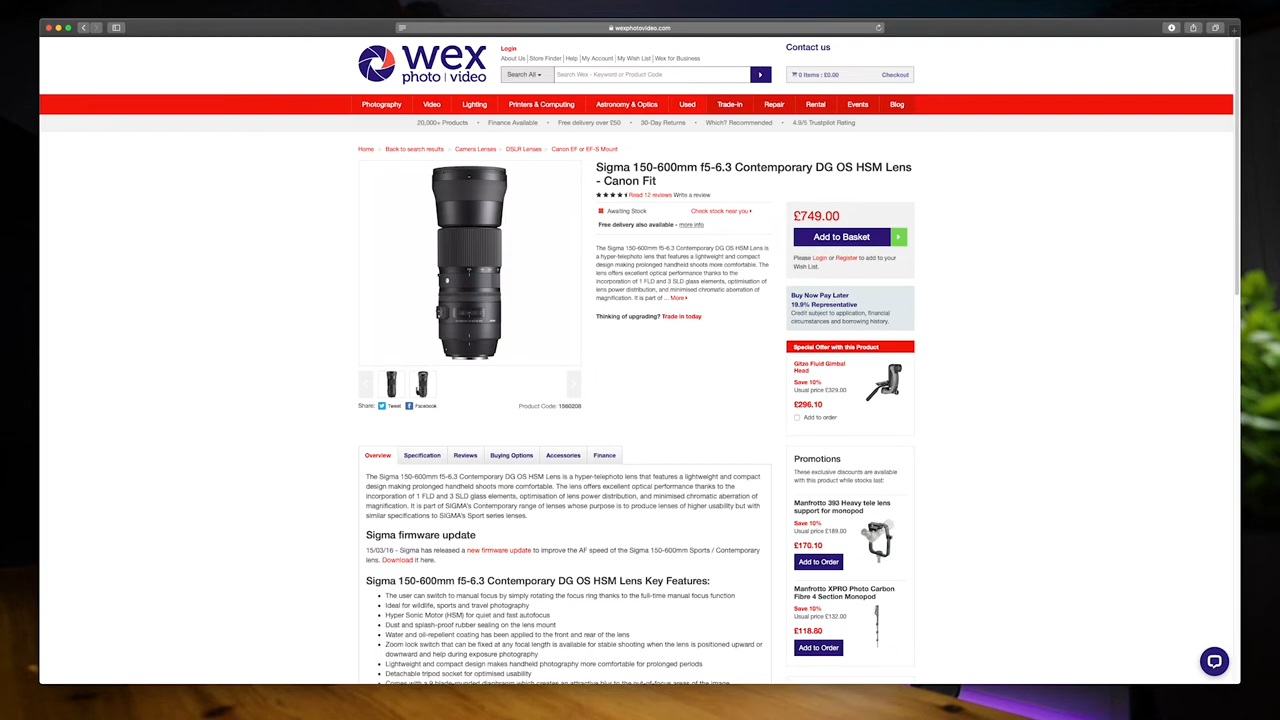 wexphotovideo.com
wex
photo | video
Login
About Us | Store Finder | Help | My Account | My Wish List | Wex for Business
Search All
Search Wex - Keyword or Product Code
Contact us
0 Items : £0.00
Checkout
Photography
Video
Lighting
Printers & Computing
Astronomy & Optics
Used
Trade-in
Repair
Rental
Events
Blog
20,000+ Products • Finance Available • Free delivery over £50 • 30-Day Returns • Which? Recommended • 4.9/5 Trustpilot Rating
Home > Back to search results > Camera Lenses > DSLR Lenses > Canon EF or EF-S Mount
Sigma 150-600mm f5-6.3 Contemporary DG OS HSM Lens
- Canon Fit
Read 12 reviews Write a review
Awaiting Stock
Check stock near you
Free delivery also available - more info
The Sigma 150-600mm f5-6.3 Contemporary DG OS HSM Lens is
a hyper-telephoto lens that features a lightweight and compact
design making prolonged handheld shoots more comfortable. The
lens offers excellent optical performance thanks to the
incorporation of 1 FLD and 3 SLD glass elements, optimisation of
lens power distribution, and minimised chromatic aberation of
magnification. It is part of ... More
Thinking of upgrading? Trade in today
Share:
Tweet
Facebook
Product Code: 1560208
£749.00
Add to Basket
Please Login or Register to add to your
Wish List.
Buy Now Pay Later
19.9% Representative
Credit subject to application, financial
circumstances and borrowing history.
Special Offer with this Product
Gitzo Fluid Gimbal
Head
Save 10%
Usual price £329.00
£296.10
Add to order
Promotions
These exclusive discounts are available
with this product while stocks last:
Manfrotto 393 Heavy tele lens
support for monopod
Save 10%
Usual price £189.00
£170.10
Add to Order
Manfrotto XPRO Photo Carbon
Fibre 4 Section Monopod
Save 10%
Usual price £132.00
£118.80
Add to Order
Overview
Specification
Reviews
Buying Options
Accessories
Finance
The Sigma 150-600mm f5-6.3 Contemporary DG OS HSM Lens is a hyper-telephoto lens that features a lightweight and compact
design making prolonged handheld shoots more comfortable. The lens offers excellent optical performance thanks to the
incorporation of 1 FLD and 3 SLD glass elements, optimisation of lens power distribution, and minimised chromatic aberation of
magnification. It is part of SIGMA's Contemporary range of lenses whose purpose is to produce lenses of higher usability but with
similar specifications to SIGMA's Sport series lenses.
Sigma firmware update
15/03/16 - Sigma has released a new firmware update to improve the AF speed of the Sigma 150-600mm Sports / Contemporary
lens. Download it here.
Sigma 150-600mm f5-6.3 Contemporary DG OS HSM Lens Key Features:
• The user can switch to manual focus by simply rotating the focus ring thanks to the full-time manual focus function
• Ideal for wildlife, sports and travel photography
• Hyper Sonic Motor (HSM) for quiet and fast autofocus
• Dust and splash-proof rubber sealing on the lens mount
• Water and oil-repellent coating has been applied to the front and rear of the lens
• Zoom lock switch that can be fixed at any focal length is available for stable shooting when the lens is positioned upward or
downward and help during exposure photography
• Lightweight and compact design makes handheld photography more comfortable for prolonged periods
• Detachable tripod socket for optimised usability
• Comes with a 9 blade-rounded diaphragm which creates an attractive blur to the out-of-focus areas of the image